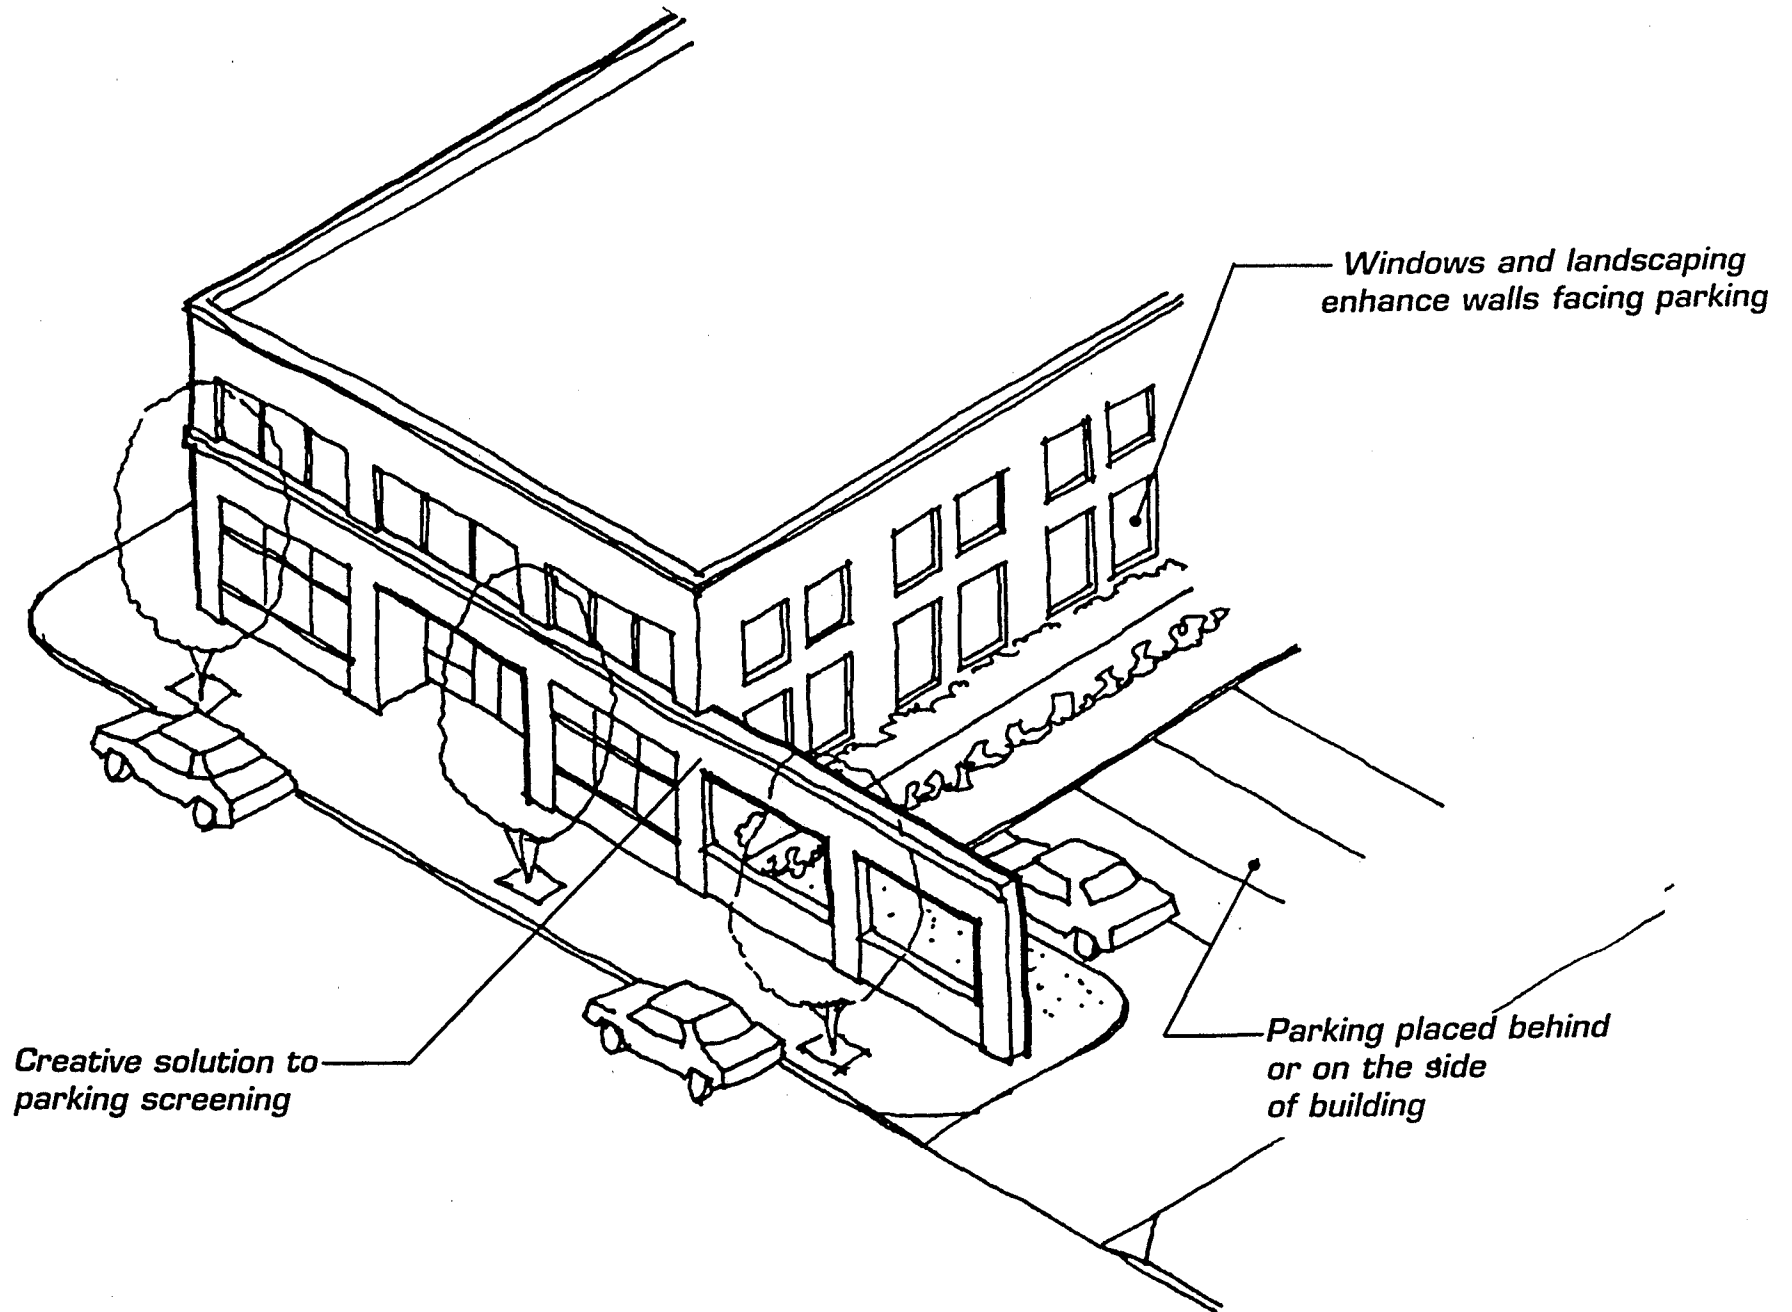 Windows and landscaping
enhance walls facing parking
Creative solution to
parking screening
Parking placed behind
or on the side
of building